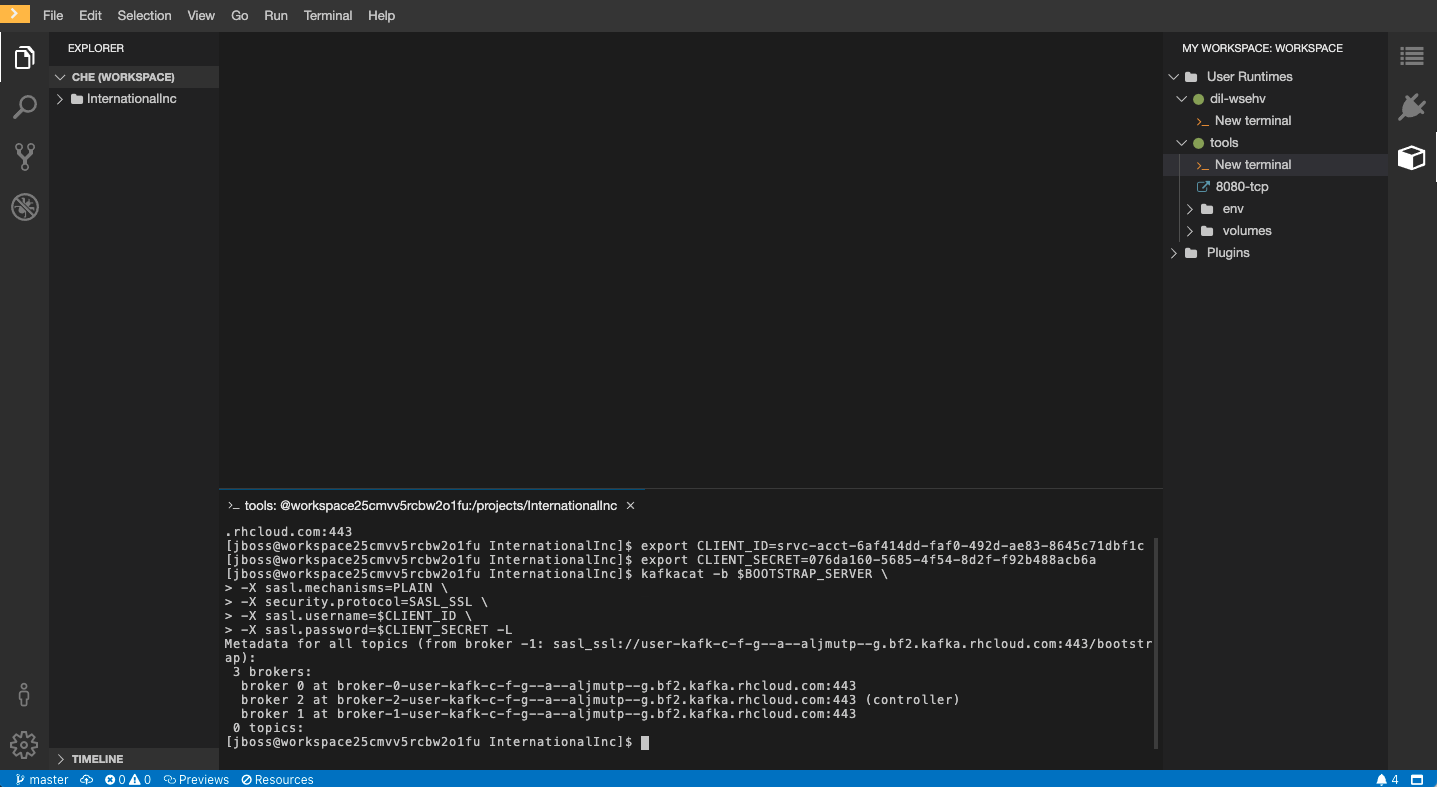 File Edit Selection View Go Run Terminal Help
EXPLORER
CHE (WORKSPACE)
InternationalInc
TIMELINE
>_ tools: @workspace25cmvv5rcbw2o1fu:/projects/InternationalInc ×
.rhcloud.com:443
[jboss@workspace25cmvv5rcbw2o1fu InternationalInc]$ export CLIENT_ID=srvc-acct-6af414dd-faf0-492d-ae83-8645c71dbf1c
[jboss@workspace25cmvv5rcbw2o1fu InternationalInc]$ export CLIENT_SECRET=076da160-5685-4f54-8d2f-f92b488acb6a
[jboss@workspace25cmvv5rcbw2o1fu InternationalInc]$ kafkacat -b $BOOTSTRAP_SERVER \
> -X sasl.mechanisms=PLAIN \
> -X security.protocol=SASL_SSL \
> -X sasl.username=$CLIENT_ID \
> -X sasl.password=$CLIENT_SECRET -L
Metadata for all topics (from broker -1: sasl_ssl://user-kafk-c-f-g--a--aljmutp--g.bf2.kafka.rhcloud.com:443/bootstr
ap):
3 brokers:
broker 0 at broker-0-user-kafk-c-f-g--a--aljmutp--g.bf2.kafka.rhcloud.com:443
broker 2 at broker-2-user-kafk-c-f-g--a--aljmutp--g.bf2.kafka.rhcloud.com:443 (controller)
broker 1 at broker-1-user-kafk-c-f-g--a--aljmutp--g.bf2.kafka.rhcloud.com:443
0 topics:
[jboss@workspace25cmvv5rcbw2o1fu InternationalInc]$
MY WORKSPACE: WORKSPACE
User Runtimes
dil-wsehv
>_ New terminal
tools
>_ New terminal
8080-tcp
env
volumes
Plugins
master 0 0 Previews Resources 4